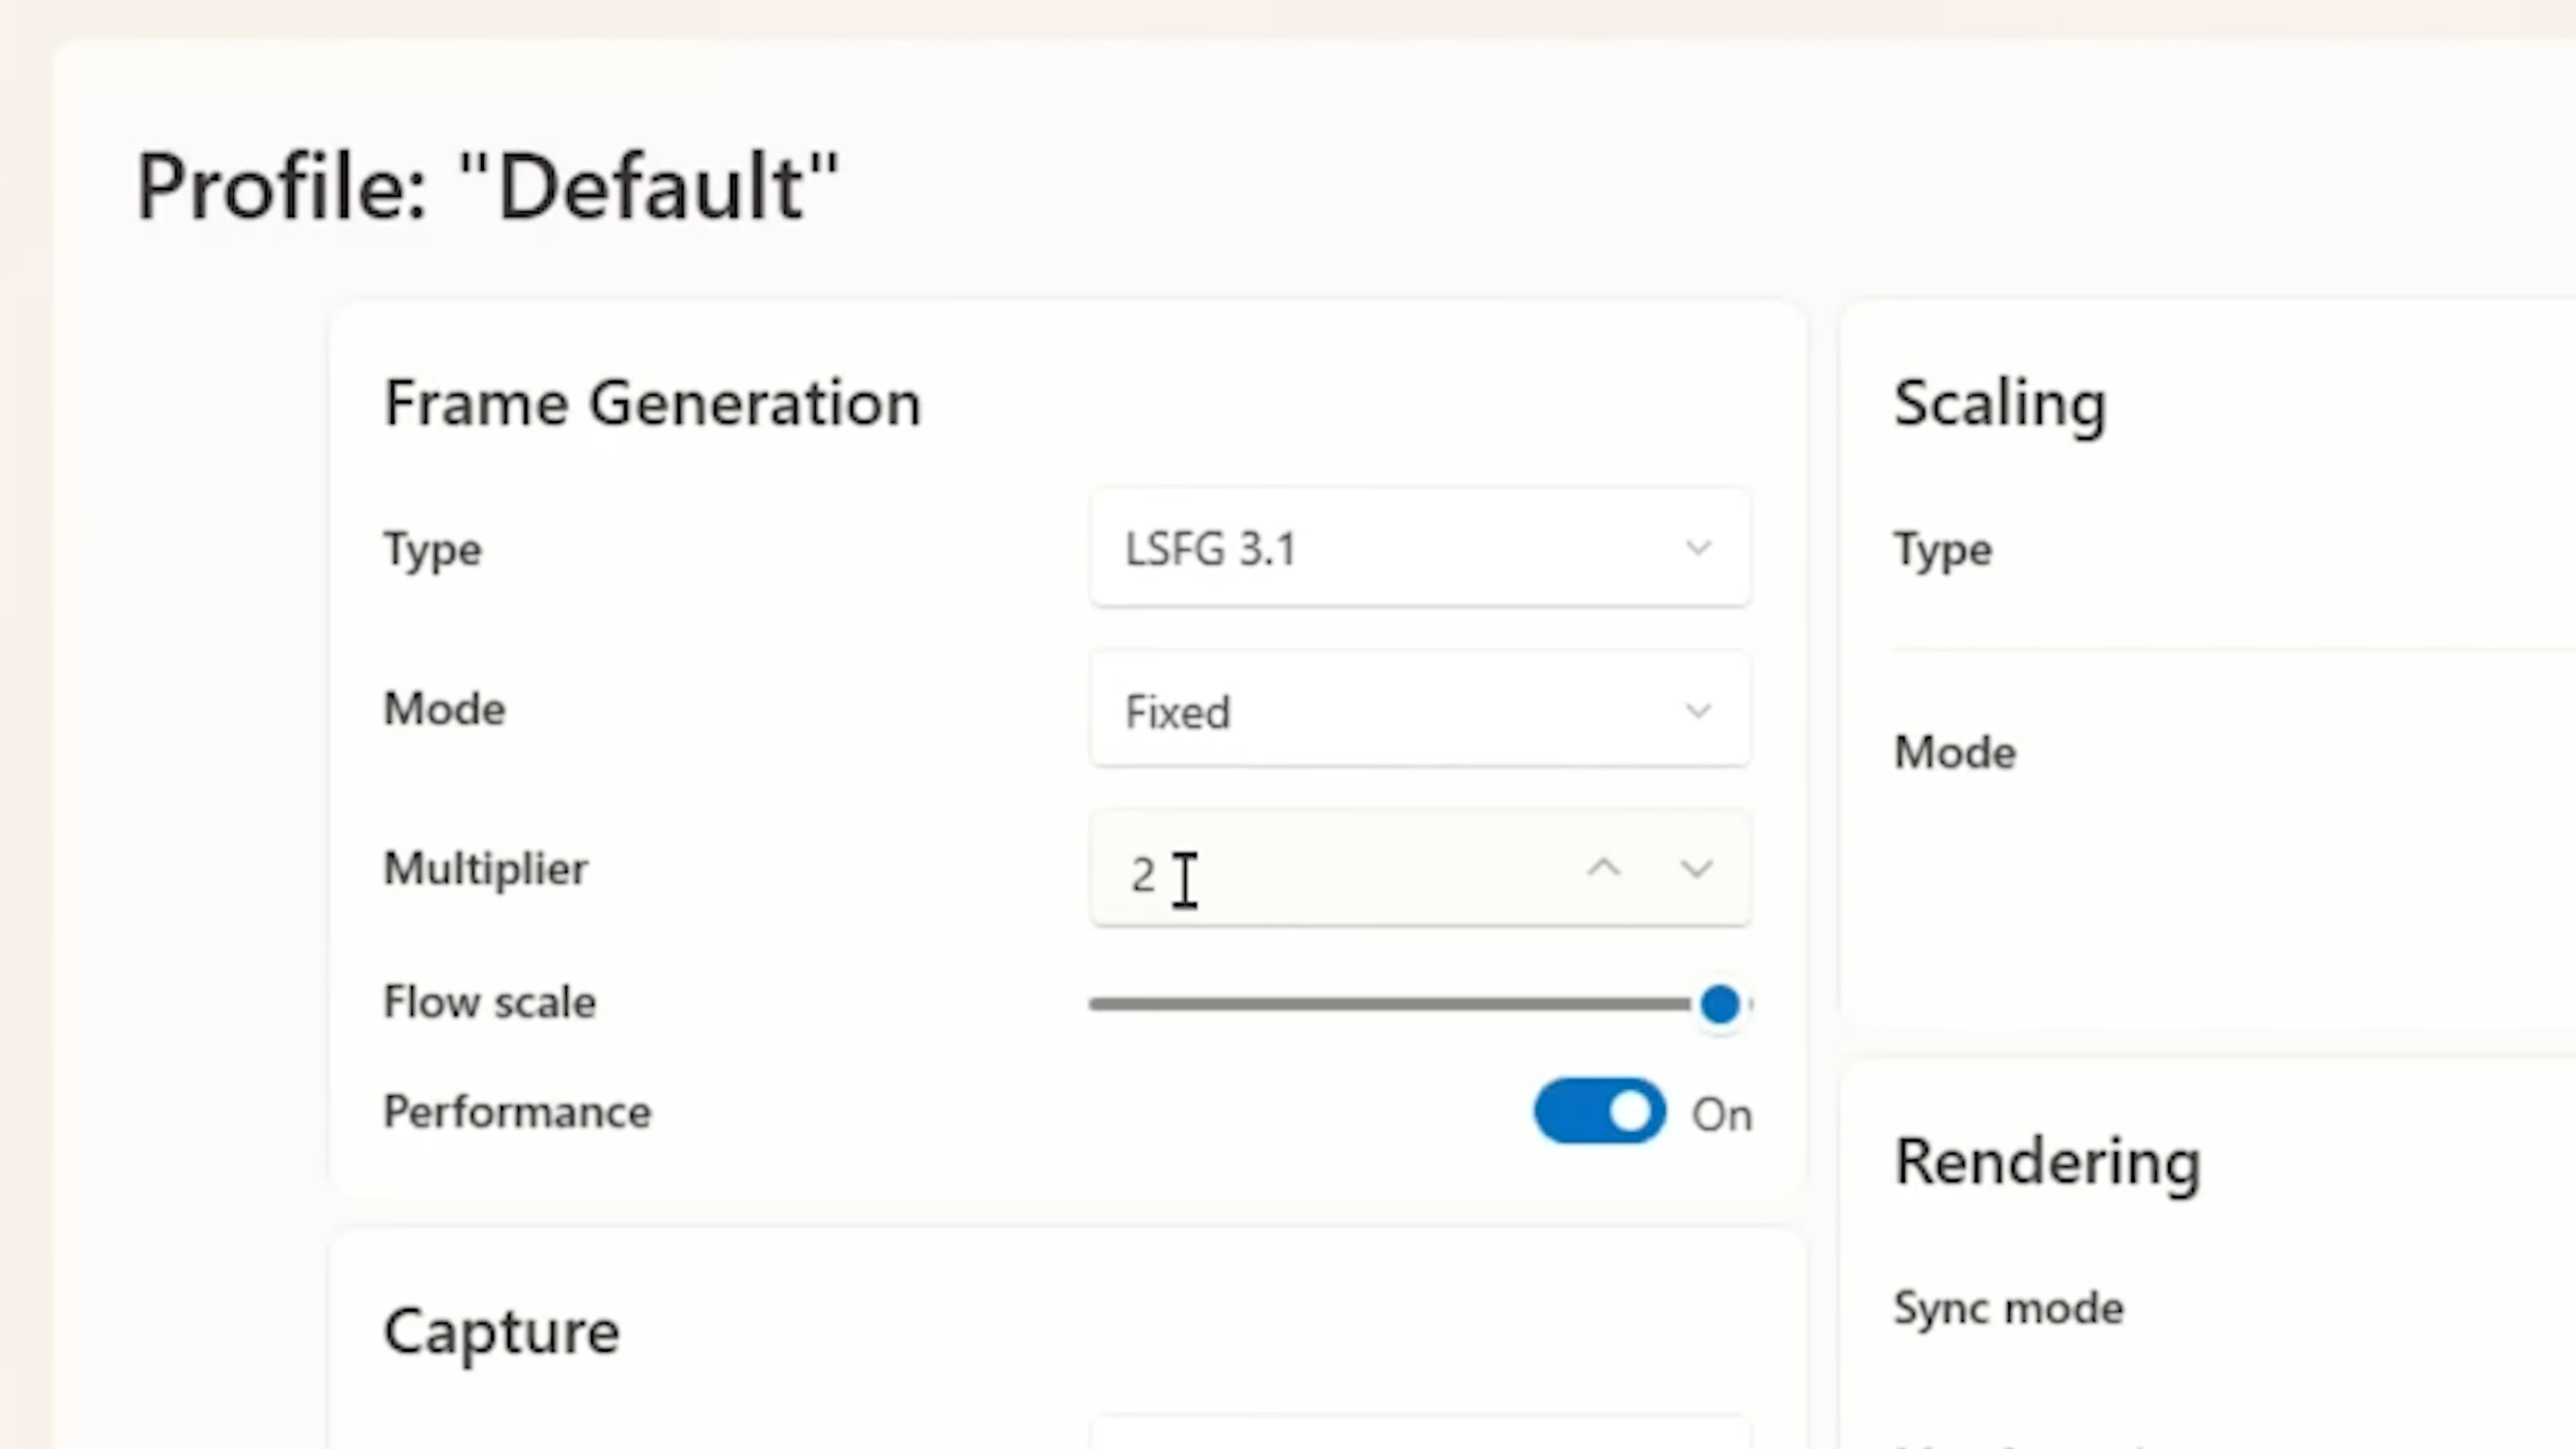 Profile: "Default"
Frame Generation
Type
LSFG 3.1
Mode
Fixed
Multiplier
2
Flow scale
Performance
On
Capture
Scaling
Type
Mode
Rendering
Sync mode